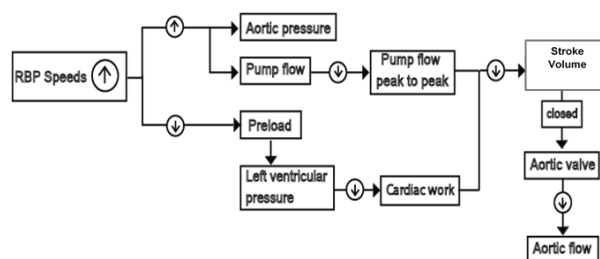 Aortic pressure
RBP Speeds
Pump flow
Pump flow
peak to peak
Stroke
Volume
Preload
closed
Left ventricular
pressure
Cardiac work
Aortic valve
Aortic flow